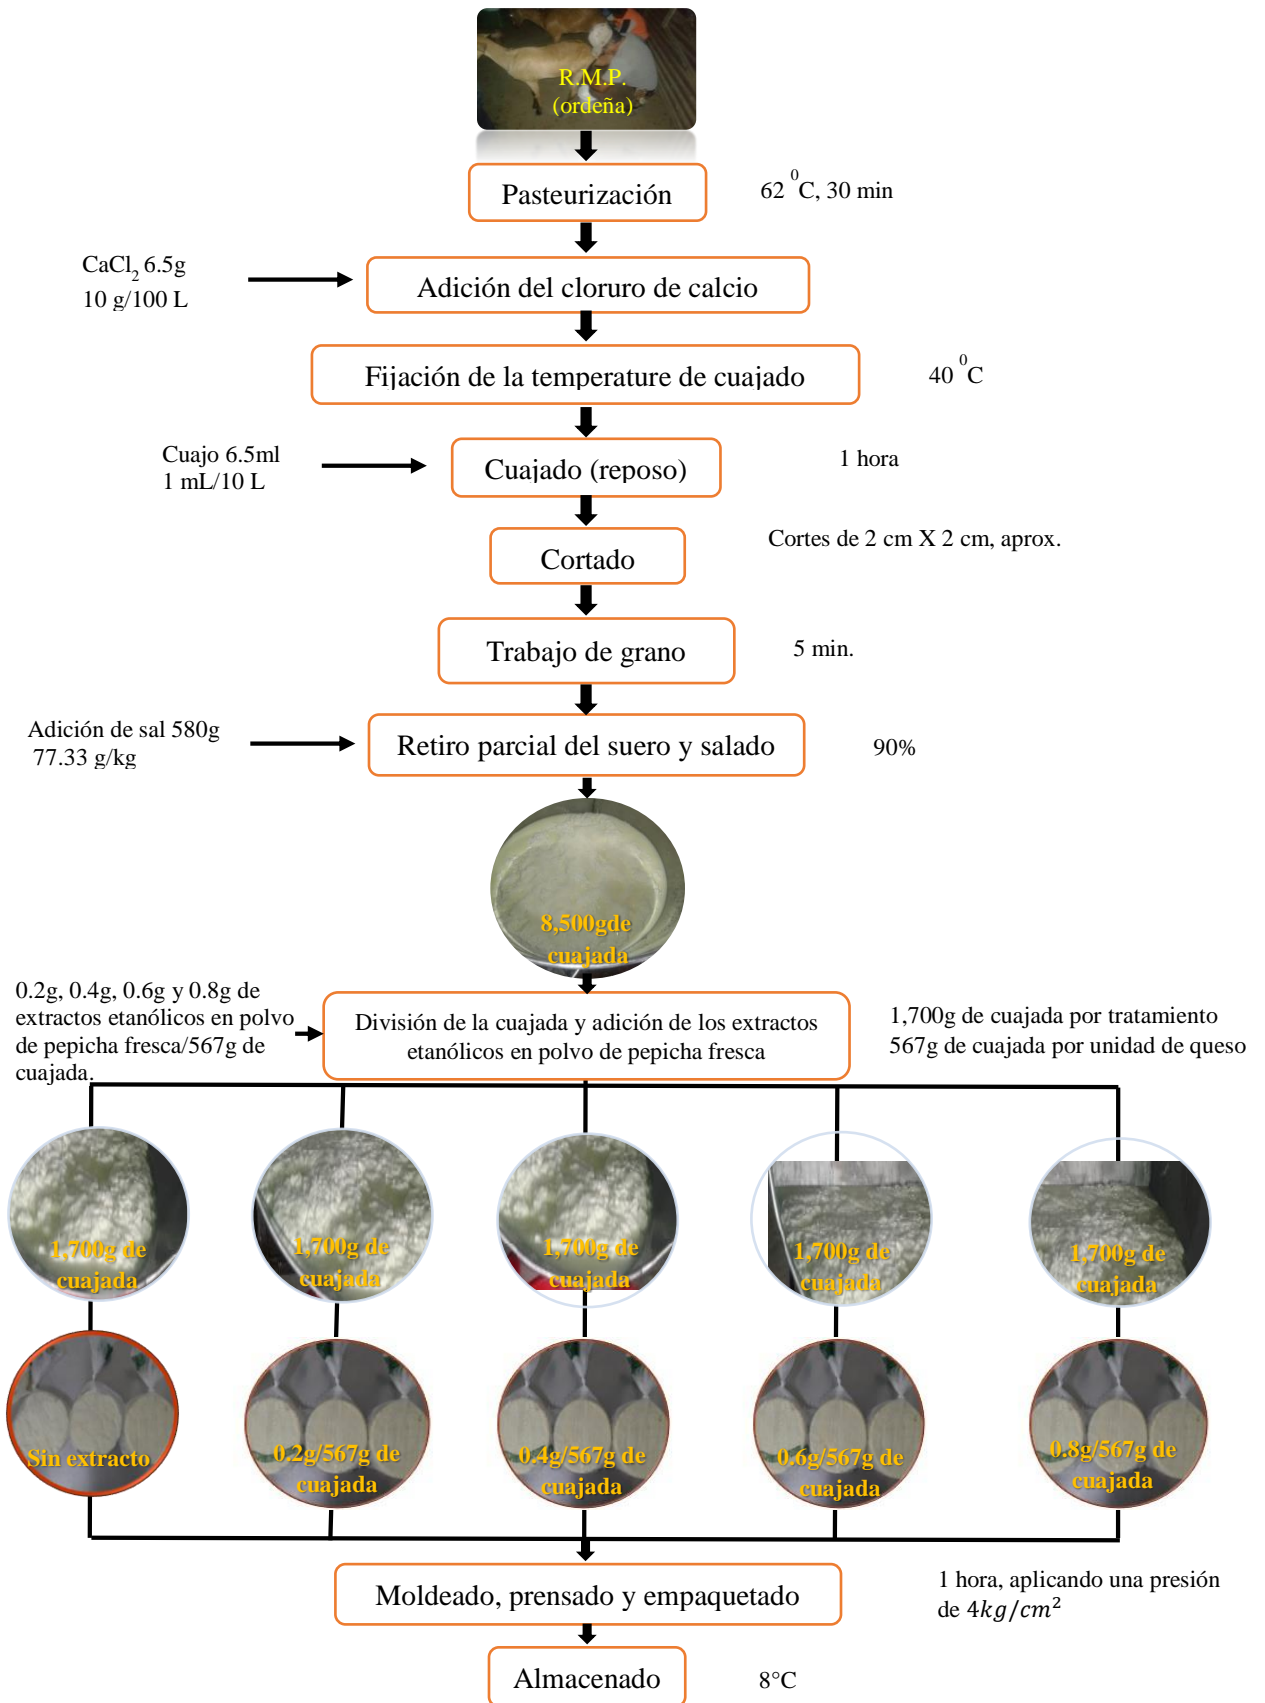 R.M.P.
(ordeña)
Pasteurización
62 ⁰C, 30 min
CaCl₂ 6.5g
10 g/100 L
Adición del cloruro de calcio
Fijación de la temperature de cuajado
40 ⁰C
Cuajo 6.5ml
1 mL/10 L
Cuajado (reposo)
1 hora
Cortado
Cortes de 2 cm X 2 cm, aprox.
Trabajo de grano
5 min.
Adición de sal 580g
77.33 g/kg
Retiro parcial del suero y salado
90%
8,500gde
cuajada
0.2g, 0.4g, 0.6g y 0.8g de
extractos etanólicos en polvo
de pepicha fresca/567g de
cuajada.
División de la cuajada y adición de los extractos
etanólicos en polvo de pepicha fresca
1,700g de cuajada por tratamiento
567g de cuajada por unidad de queso
1,700g de
cuajada
1,700g de
cuajada
1,700g de
cuajada
1,700g de
cuajada
1,700g de
cuajada
Sin extracto
0.2g/567g de
cuajada
0.4g/567g de
cuajada
0.6g/567g de
cuajada
0.8g/567g de
cuajada
Moldeado, prensado y empaquetado
1 hora, aplicando una presión
de 4kg/cm²
Almacenado
8°C